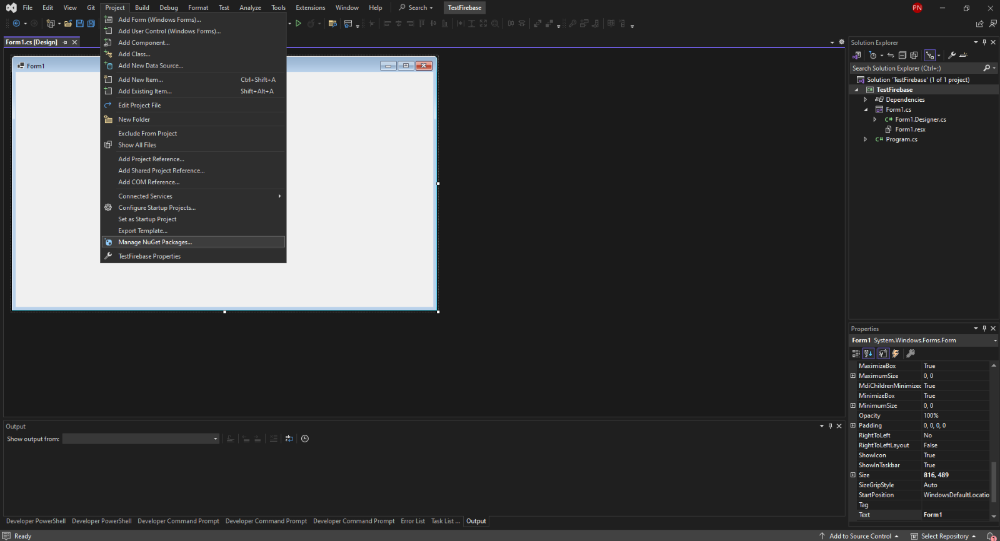 File Edit View Git Project Build Debug Format Test Analyze Tools Extensions Window Help Search TestFirebase PN
Form1.cs [Design]
Form1
Add Form (Windows Forms)...
Add User Control (Windows Forms)...
Add Component...
Add Class...
Add New Data Source...
Add New Item... Ctrl+Shift+A
Add Existing Item... Shift+Alt+A
Edit Project File
New Folder
Exclude From Project
Show All Files
Add Project Reference...
Add Shared Project Reference...
Add COM Reference...
Connected Services
Configure Startup Projects...
Set as Startup Project
Export Template...
Manage NuGet Packages...
TestFirebase Properties
Solution Explorer
Search Solution Explorer (Ctrl+;)
Solution 'TestFirebase' (1 of 1 project)
TestFirebase
Dependencies
Form1.cs
C# Form1.Designer.cs
Form1.resx
C# Program.cs
Properties
Form1 System.Windows.Forms.Form
MaximizeBox True
MaximumSize 0, 0
MdiChildrenMinimizec True
MinimizeBox True
MinimumSize 0, 0
Opacity 100%
Padding 0, 0, 0, 0
RightToLeft No
RightToLeftLayout False
ShowIcon True
ShowInTaskbar True
Size 816, 489
SizeGripStyle Auto
StartPosition WindowsDefaultLocatio
Tag
Text Form1
Output
Show output from:
Developer PowerShell Developer PowerShell Developer Command Prompt Developer Command Prompt Developer Command Prompt Error List Task List ... Output
Ready Add to Source Control Select Repository 1